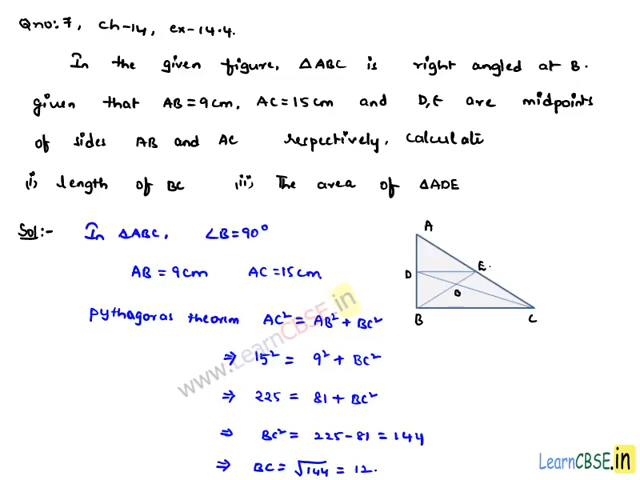 Qno:7, ch-14, ex-14.4.
In the given figure, △ABC is right angled at B.
given that AB=9cm, AC=15cm and D,E are midpoints
of sides AB and AC respectively, calculate
(i) length of BC (ii) The area of △ADE
Sol:- In △ABC, ∠B=90°
AB = 9cm AC=15cm
Pythagoras theorm AC² = AB² + BC²
⇒ 15² = 9² + BC²
⇒ 225 = 81 + BC²
⇒ BC² = 225-81 = 144
⇒ BC = √144 = 12.
A
D
E.
O
B
C
www.LearnCBSE.in
LearnCBSE.in